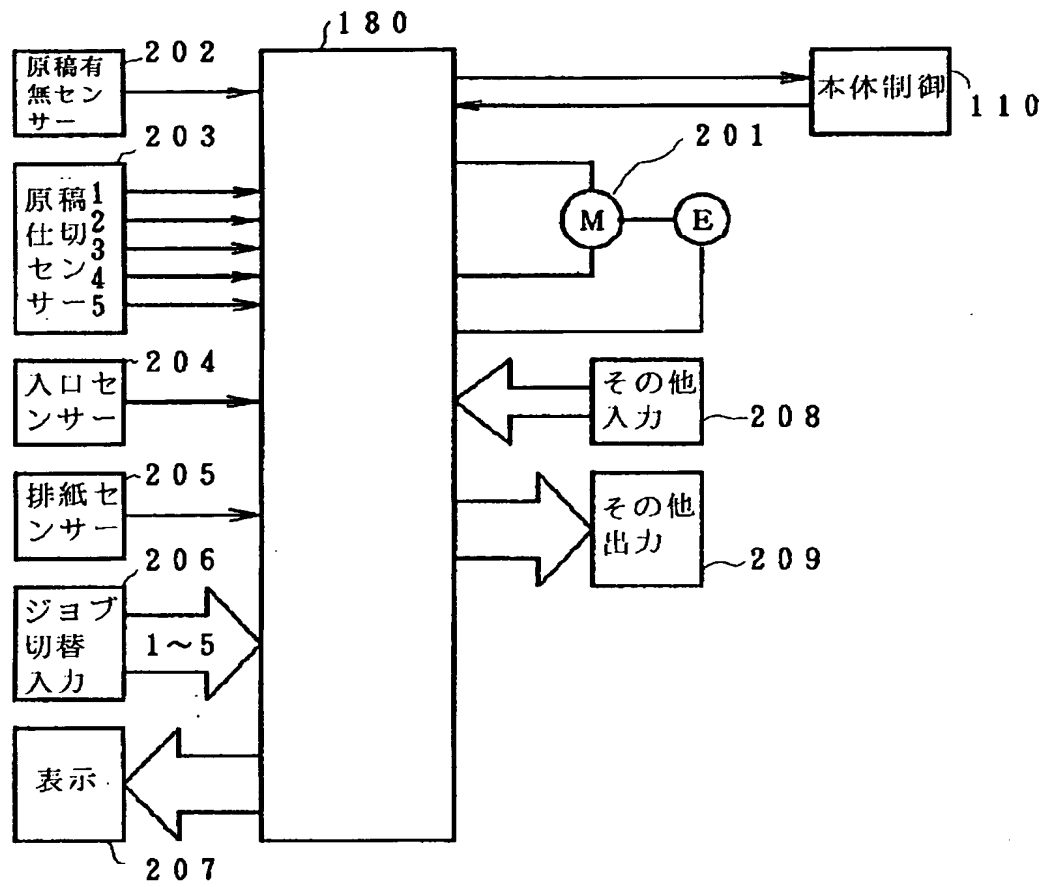 180
原稿有
無セン
サー
202
203
原稿
仕切
セン
サー
1
2
3
4
5
入口セ
ンサー
204
排紙セ
ンサー
205
206
ジョブ
切替
入力
1〜5
表示
207
本体制御
110
201
M
E
その他
入力
208
その他
出力
209